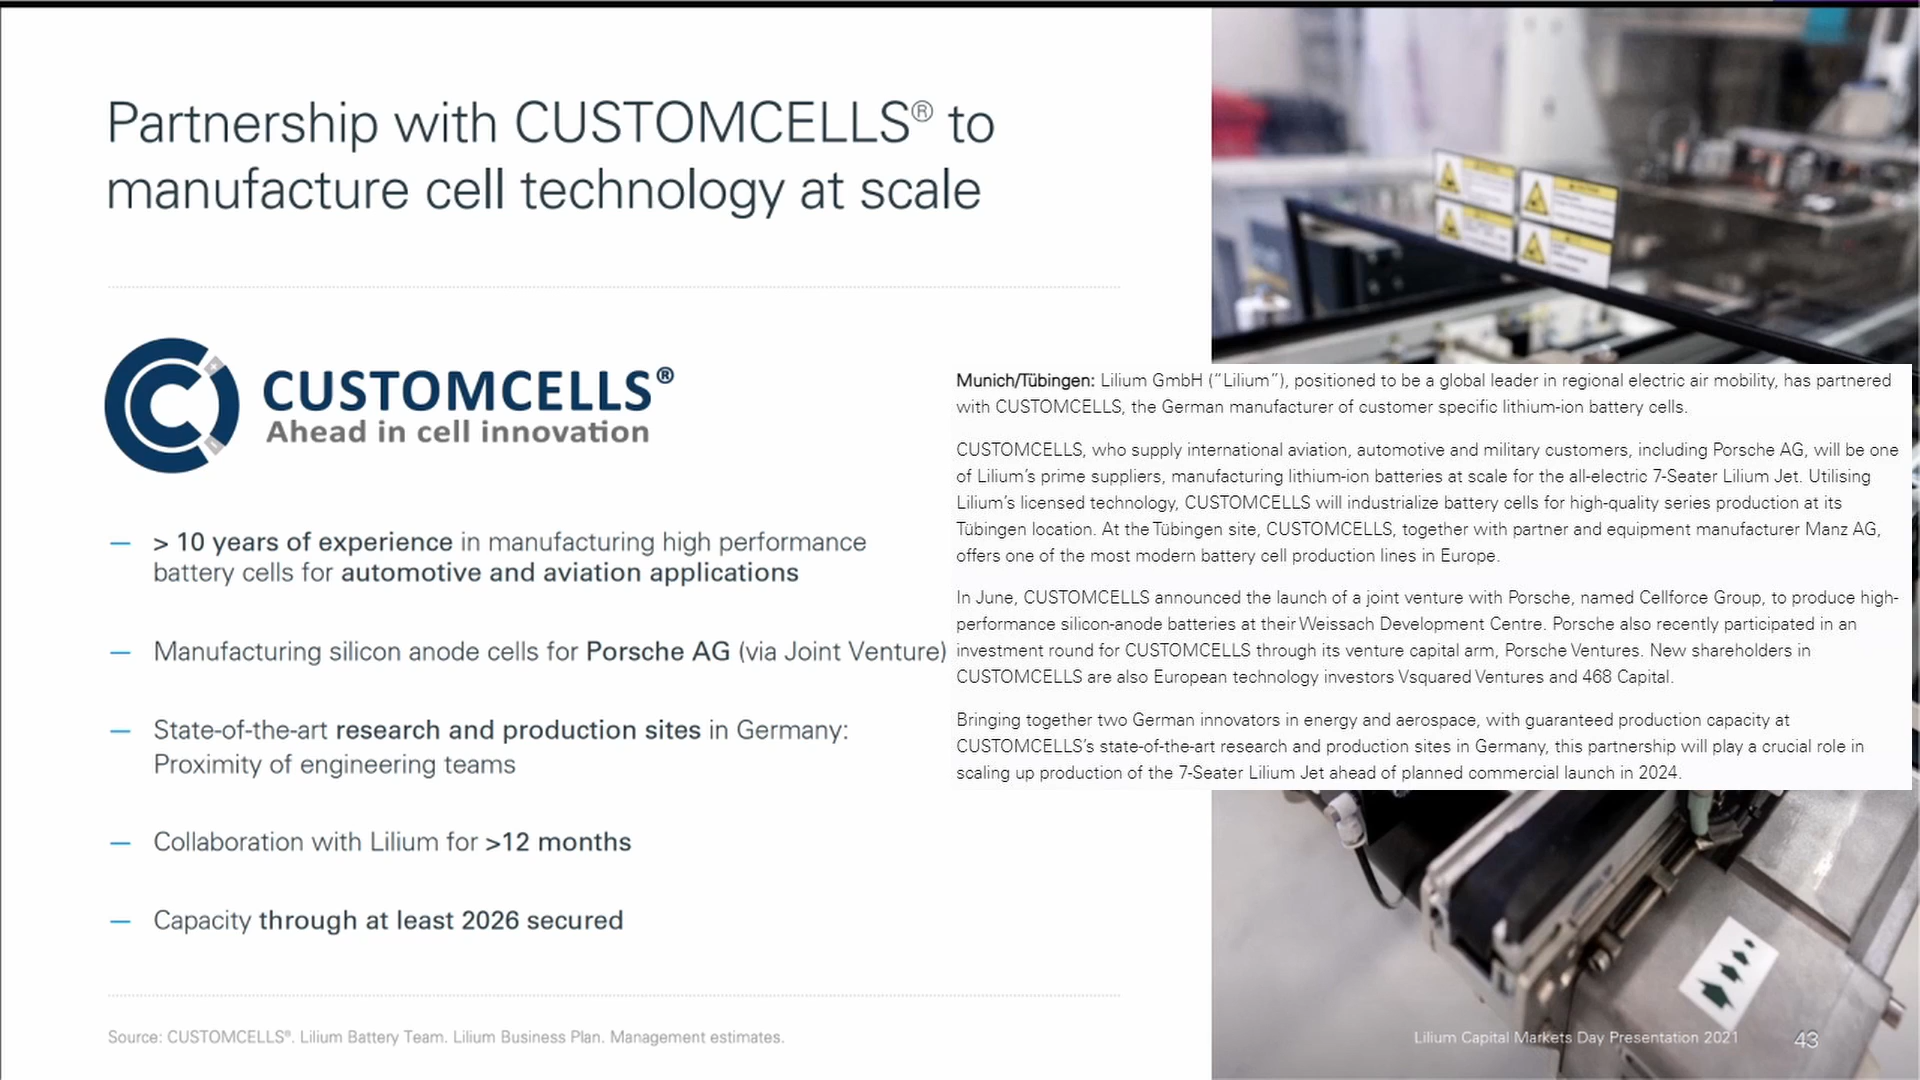 Partnership with CUSTOMCELLS® to
manufacture cell technology at scale
CUSTOMCELLS®
Ahead in cell innovation
— > 10 years of experience in manufacturing high performance
battery cells for automotive and aviation applications
— Manufacturing silicon anode cells for Porsche AG (via Joint Venture)
— State-of-the-art research and production sites in Germany:
Proximity of engineering teams
— Collaboration with Lilium for >12 months
— Capacity through at least 2026 secured
Munich/Tübingen: Lilium GmbH (“Lilium”), positioned to be a global leader in regional electric air mobility, has partnered
with CUSTOMCELLS, the German manufacturer of customer specific lithium-ion battery cells.
CUSTOMCELLS, who supply international aviation, automotive and military customers, including Porsche AG, will be one
of Lilium’s prime suppliers, manufacturing lithium-ion batteries at scale for the all-electric 7-Seater Lilium Jet. Utilising
Lilium’s licensed technology, CUSTOMCELLS will industrialize battery cells for high-quality series production at its
Tübingen location. At the Tübingen site, CUSTOMCELLS, together with partner and equipment manufacturer Manz AG,
offers one of the most modern battery cell production lines in Europe.
In June, CUSTOMCELLS announced the launch of a joint venture with Porsche, named Cellforce Group, to produce high-
performance silicon-anode batteries at their Weissach Development Centre. Porsche also recently participated in an
investment round for CUSTOMCELLS through its venture capital arm, Porsche Ventures. New shareholders in
CUSTOMCELLS are also European technology investors Vsquared Ventures and 468 Capital.
Bringing together two German innovators in energy and aerospace, with guaranteed production capacity at
CUSTOMCELLS’s state-of-the-art research and production sites in Germany, this partnership will play a crucial role in
scaling up production of the 7-Seater Lilium Jet ahead of planned commercial launch in 2024.
Source: CUSTOMCELLS®. Lilium Battery Team. Lilium Business Plan. Management estimates.
Lilium Capital Markets Day Presentation 2021
43